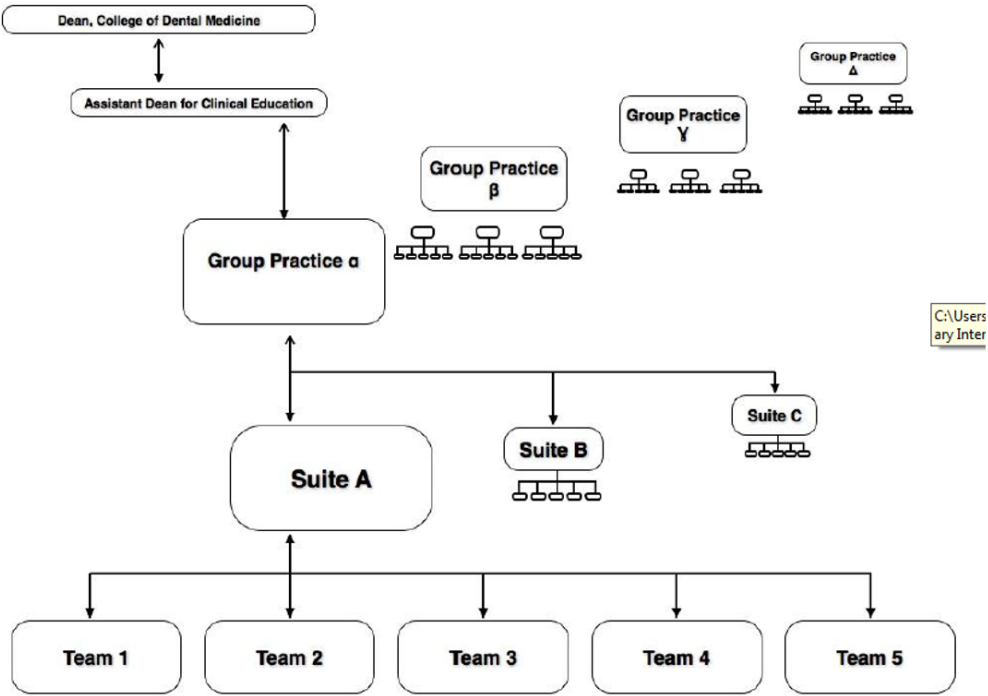 Dean, College of Dental Medicine
Assistant Dean for Clinical Education
Group Practice
Δ
Group Practice
Ɣ
Group Practice
β
Group Practice α
C:\Users
ary Inter
Suite A
Suite B
Suite C
Team 1
Team 2
Team 3
Team 4
Team 5